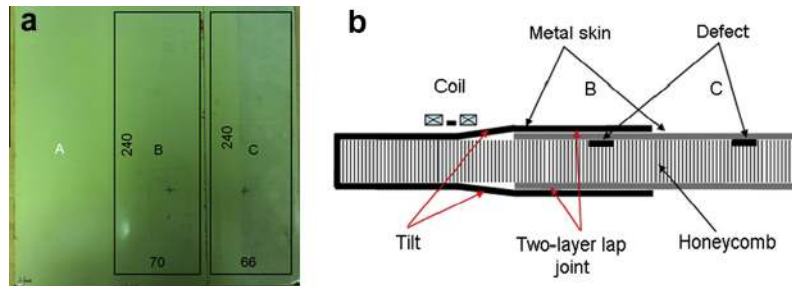 a
A
240
B
70
240
C
66
b
Metal skin
Defect
Coil
B
C
Tilt
Two-layer lap
joint
Honeycomb